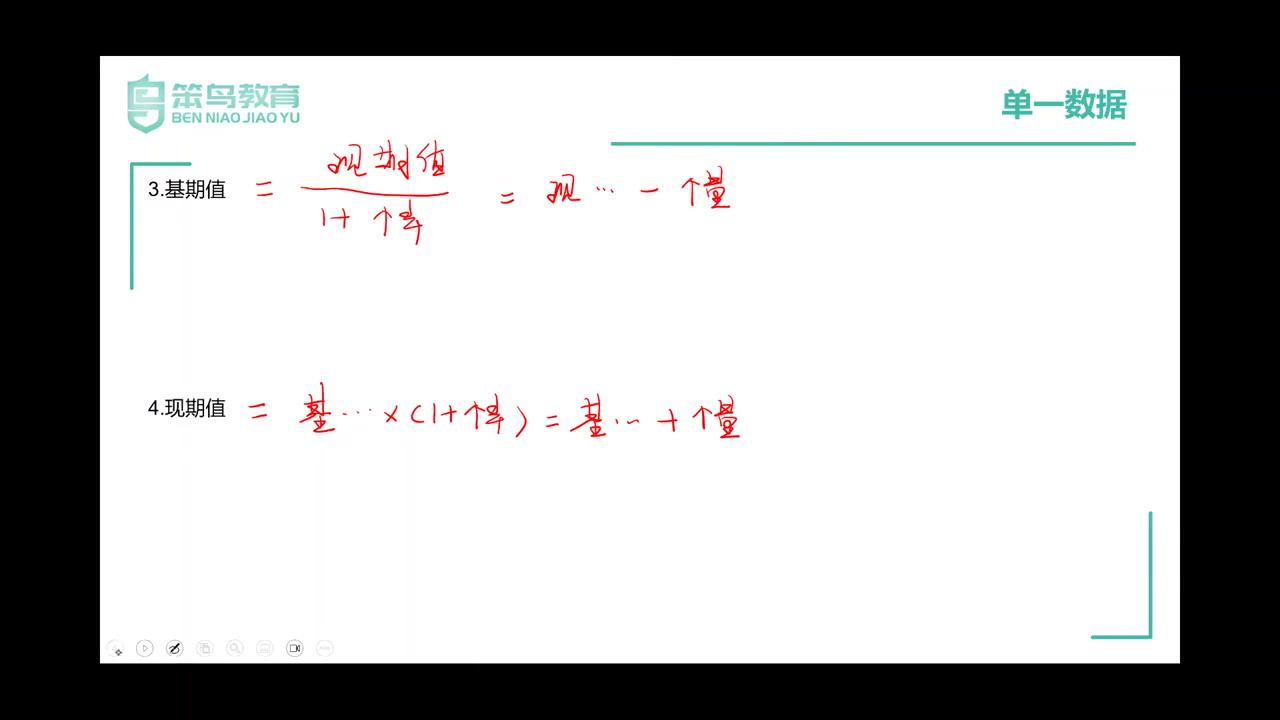 笨鸟教育
BEN NIAO JIAO YU
单一数据
3.基期值 = 现期值 / 1+个率 = 现… - 个量
4.现期值 = 基…×(1+个率) = 基…+个量